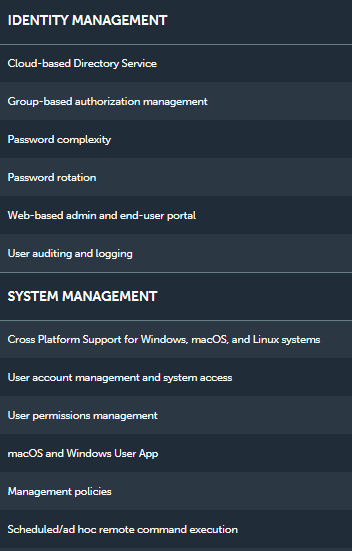 IDENTITY MANAGEMENT
Cloud-based Directory Service
Group-based authorization management
Password complexity
Password rotation
Web-based admin and end-user portal
User auditing and logging
SYSTEM MANAGEMENT
Cross Platform Support for Windows, macOS, and Linux systems
User account management and system access
User permissions management
macOS and Windows User App
Management policies
Scheduled/ad hoc remote command execution